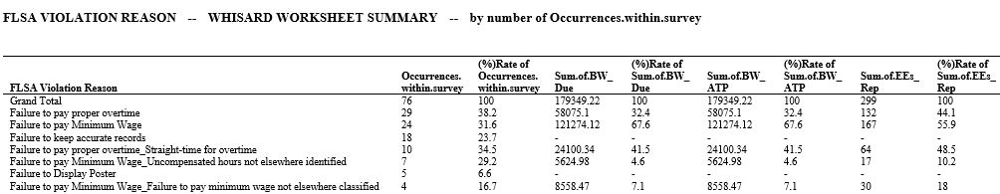 FLSA VIOLATION REASON -- WHISARD WORKSHEET SUMMARY -- by number of Occurrences.within.survey
FLSA Violation Reason Occurrences. within.survey (%)Rate of Occurrences. within.survey Sum.of.BW_ Due (%)Rate of Sum.of.BW_ Due Sum.of.BW_ ATP (%)Rate of Sum.of.BW_ ATP Sum.of.EEs_ Rep (%)Rate of Sum.of.EEs_ Rep
Grand Total 76 100 179349.22 100 179349.22 100 299 100
Failure to pay proper overtime 29 38.2 58075.1 32.4 58075.1 32.4 132 44.1
Failure to pay Minimum Wage 24 31.6 121274.12 67.6 121274.12 67.6 167 55.9
Failure to keep accurate records 18 23.7 - - - - - -
Failure to pay proper overtime_Straight-time for overtime 10 34.5 24100.34 41.5 24100.34 41.5 64 48.5
Failure to pay Minimum Wage_Uncompensated hours not elsewhere identified 7 29.2 5624.98 4.6 5624.98 4.6 17 10.2
Failure to Display Poster 5 6.6 - - - - - -
Failure to pay Minimum Wage_Failure to pay minimum wage not elsewhere classified 4 16.7 8558.47 7.1 8558.47 7.1 30 18